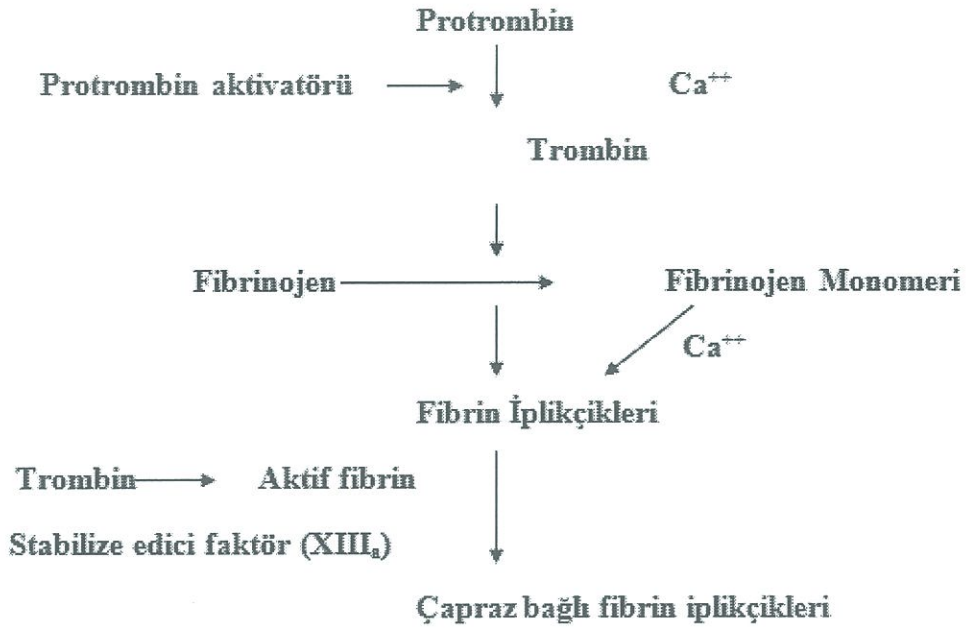 Protrombin
Protrombin aktivatörü Ca⁺⁺
Trombin
Fibrinojen Fibrinojen Monomeri
Ca⁺⁺
Fibrin İplikçikleri
Trombin Aktif fibrin
Stabilize edici faktör (XIIIₐ)
Çapraz bağlı fibrin iplikçikleri